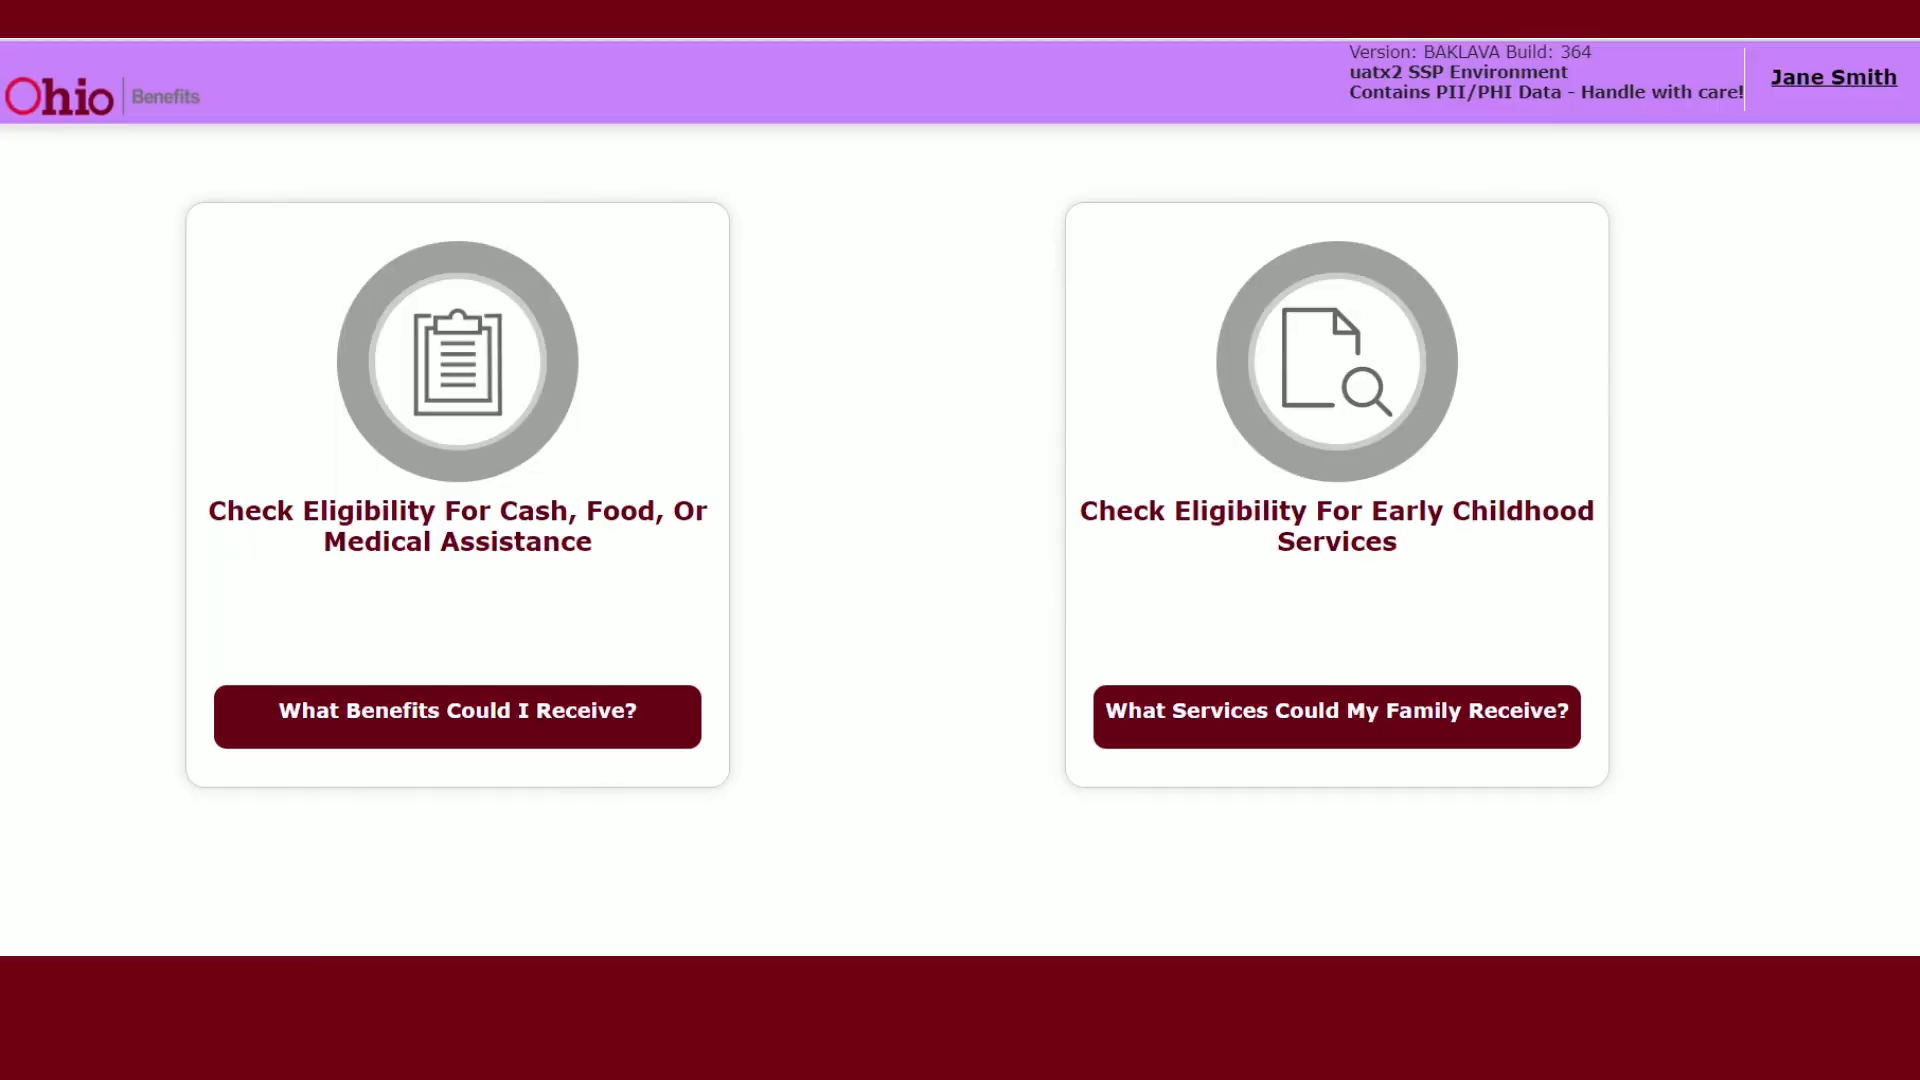 Version: BAKLAVA Build: 364
uatx2 SSP Environment
Contains PII/PHI Data - Handle with care!
Jane Smith
Ohio Benefits
Check Eligibility For Cash, Food, Or
Medical Assistance
What Benefits Could I Receive?
Check Eligibility For Early Childhood
Services
What Services Could My Family Receive?